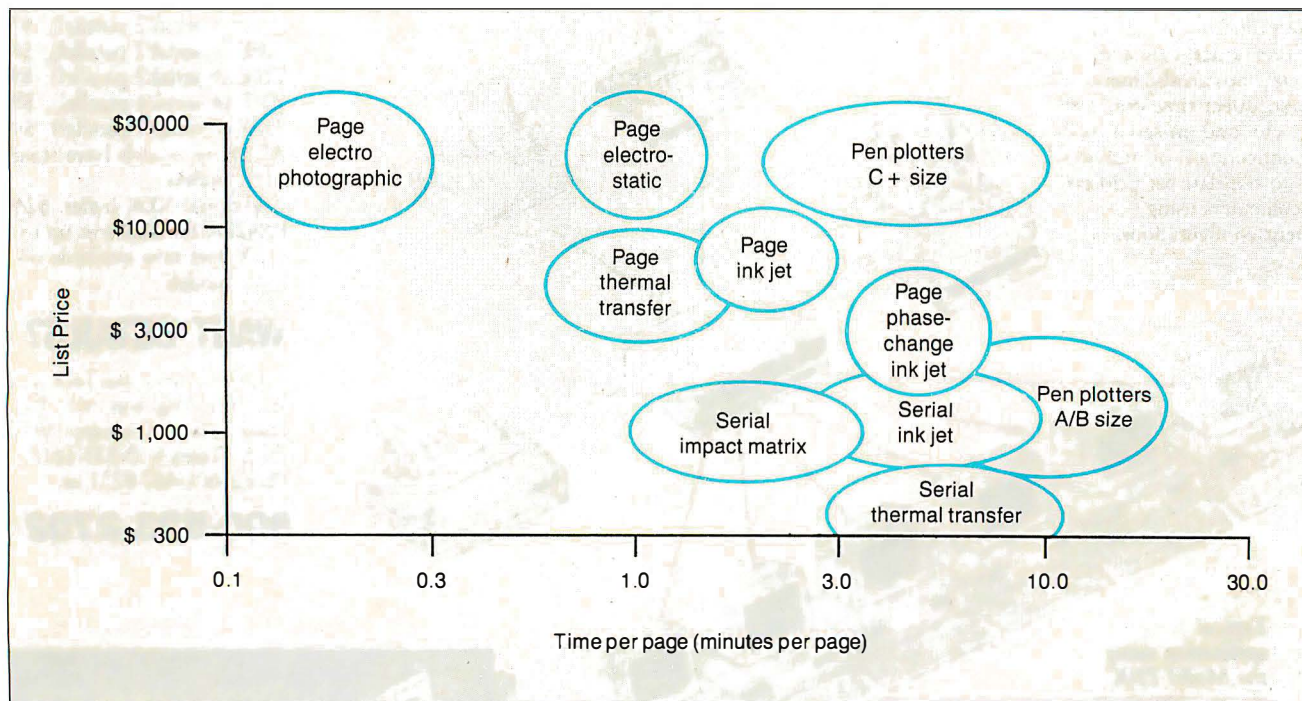 $30,000
$10,000
$ 3,000
$ 1,000
$ 300
List Price
Page
electro
photographic
Page
electro-
static
Pen plotters
C + size
Page
thermal
transfer
Page
ink jet
Page
phase-
change
ink jet
Serial
impact matrix
Serial
ink jet
Pen plotters
A/B size
Serial
thermal transfer
0.1
0.3
1.0
3.0
10.0
30.0
Time per page (minutes per page)